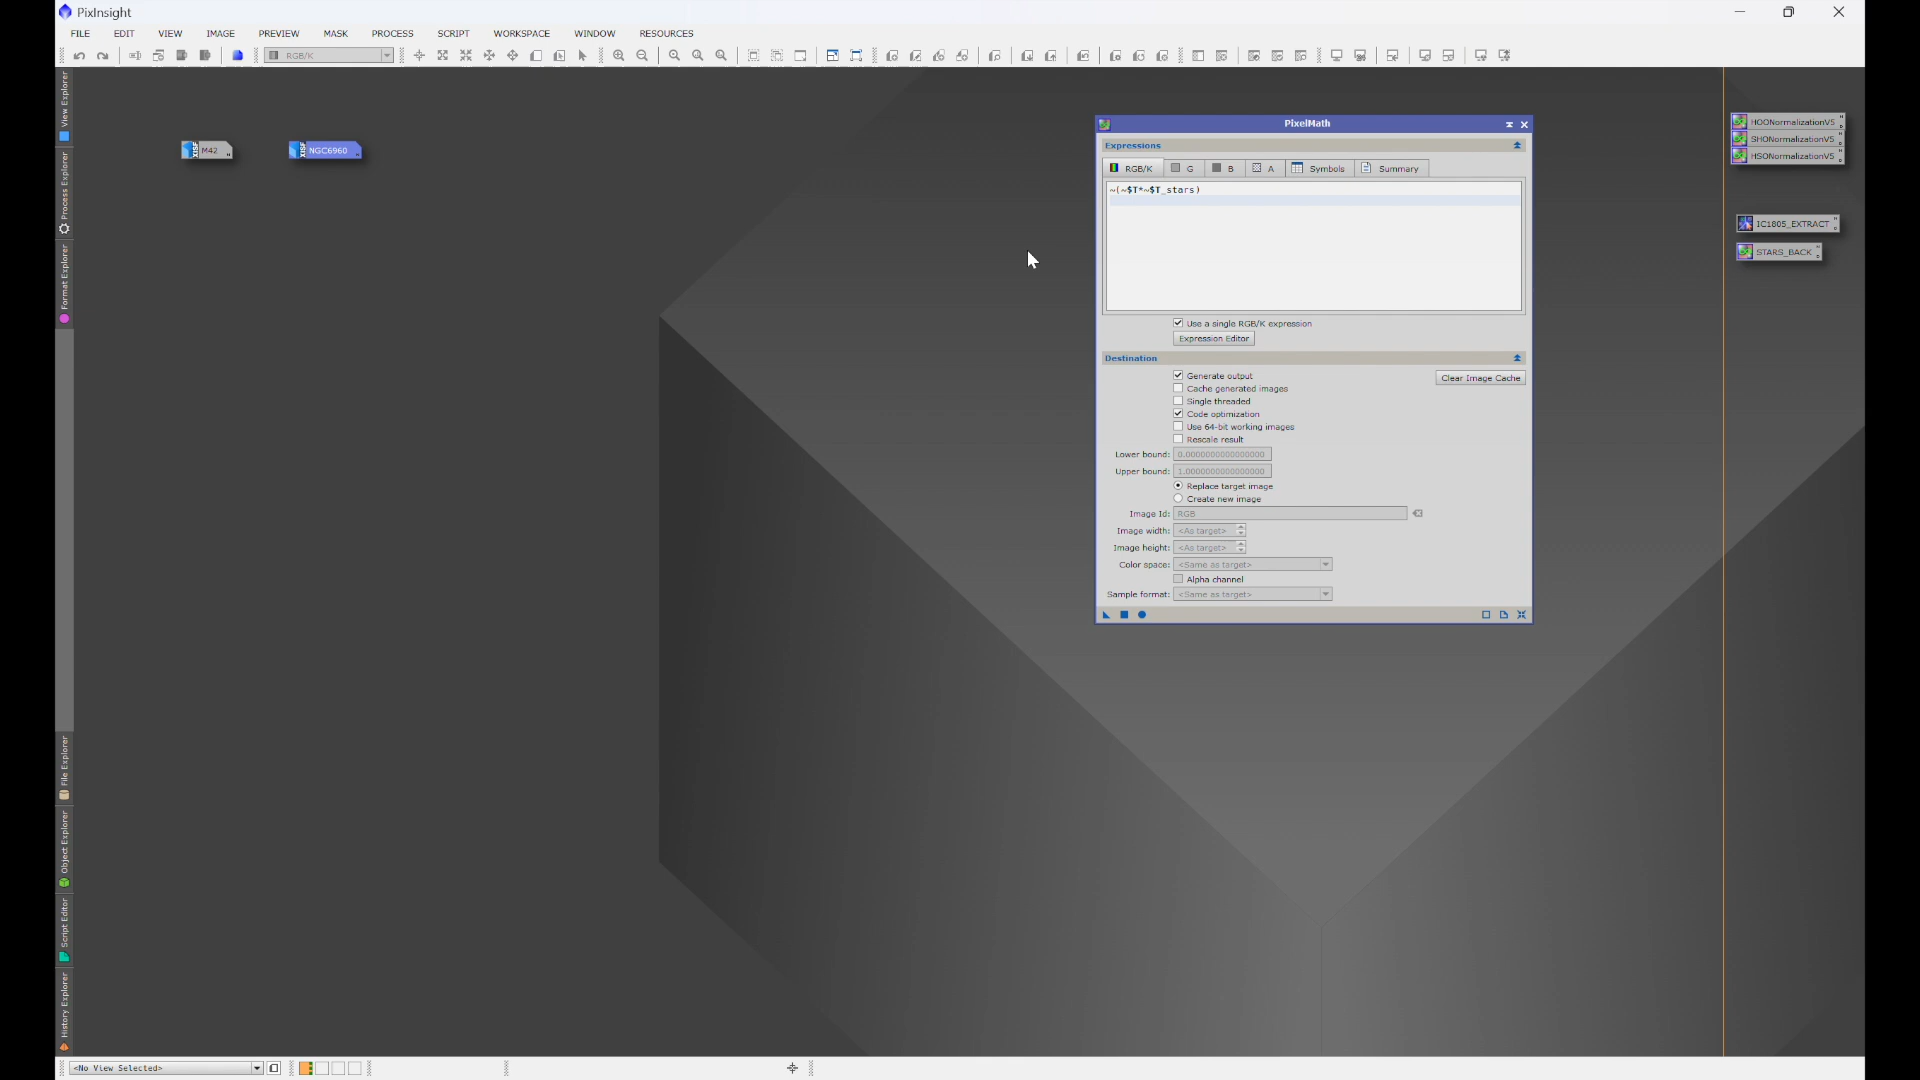 PixInsight
FILE EDIT VIEW IMAGE PREVIEW MASK PROCESS SCRIPT WORKSPACE WINDOW RESOURCES
RGB/K
View Explorer
Process Explorer
Format Explorer
File Explorer
Object Explorer
Script Editor
History Explorer
XISF M42
XISF NGC6960
PixelMath
Expressions
RGB/K G B A Symbols Summary
~(~$T*~$T_stars)
Use a single RGB/K expression
Expression Editor
Destination
Generate output
Clear Image Cache
Cache generated images
Single threaded
Code optimization
Use 64-bit working images
Rescale result
Lower bound: 0.0000000000000000
Upper bound: 1.0000000000000000
Replace target image
Create new image
Image Id: RGB
Image width: <As target>
Image height: <As target>
Color space: <Same as target>
Alpha channel
Sample format: <Same as target>
HOONormalizationV5
SHONormalizationV5
HSONormalizationV5
IC1805_EXTRACT
STARS_BACK
<No View Selected>